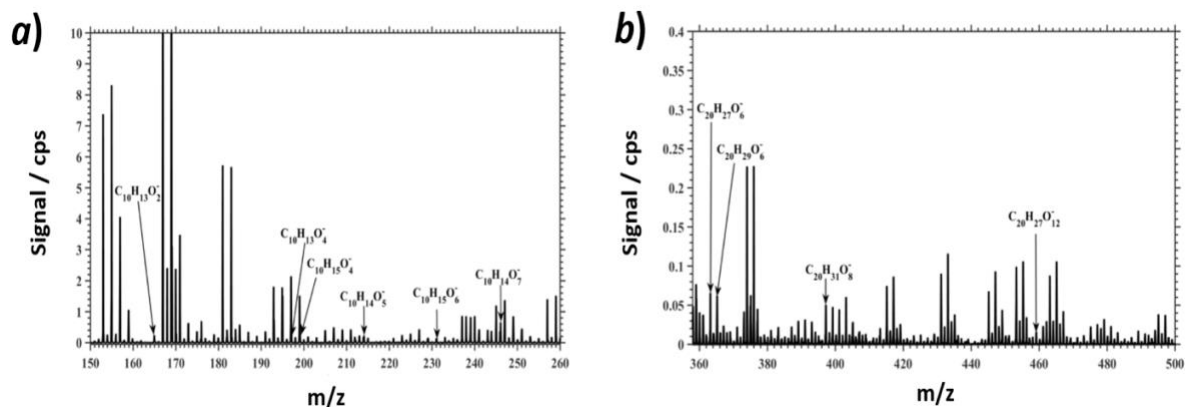 a)
Signal / cps
10
9
8
7
6
5
4
3
2
1
0
C₁₀H₁₃O₂⁻
C₁₀H₁₃O₄⁻
C₁₀H₁₅O₄⁻
C₁₀H₁₄O₅⁻
C₁₀H₁₅O₆⁻
C₁₀H₁₄O₇⁻
150 160 170 180 190 200 210 220 230 240 250 260
m/z
b)
Signal / cps
0.4
0.35
0.3
0.25
0.2
0.15
0.1
0.05
0
C₂₀H₂₇O₆⁻
C₂₀H₂₉O₆⁻
C₂₀H₃₁O₈⁻
C₂₀H₂₇O₁₂⁻
360 380 400 420 440 460 480 500
m/z